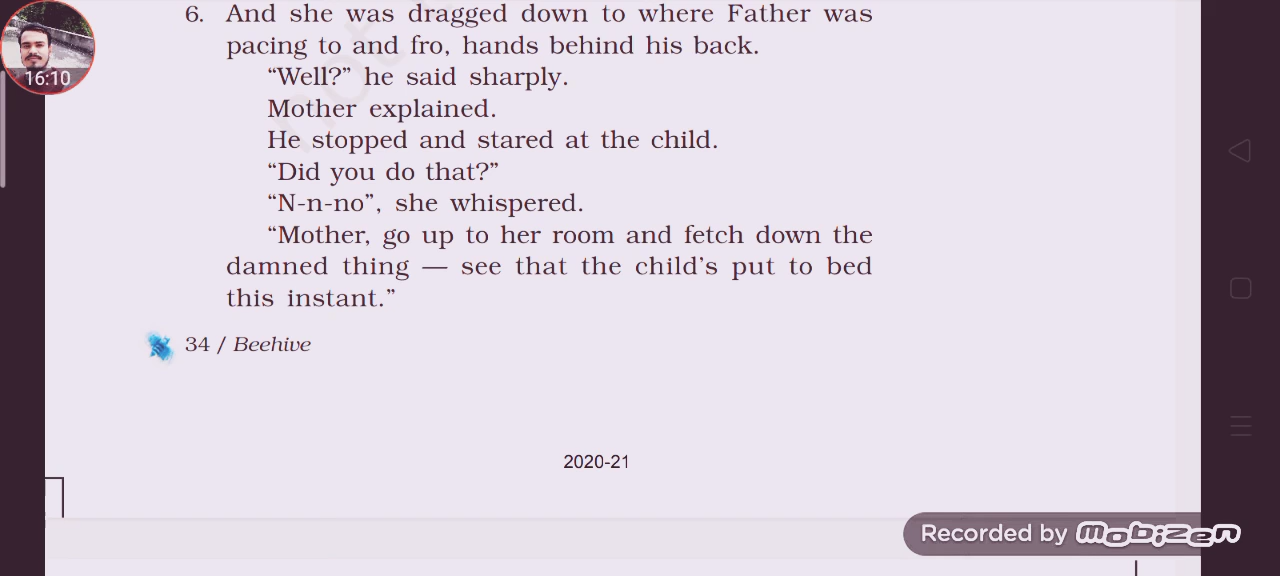 6. And she was dragged down to where Father was
pacing to and fro, hands behind his back.
“Well?” he said sharply.
Mother explained.
He stopped and stared at the child.
“Did you do that?”
“N-n-no”, she whispered.
“Mother, go up to her room and fetch down the
damned thing — see that the child’s put to bed
this instant.”
34 / Beehive
2020-21
16:10
Recorded by mobizen